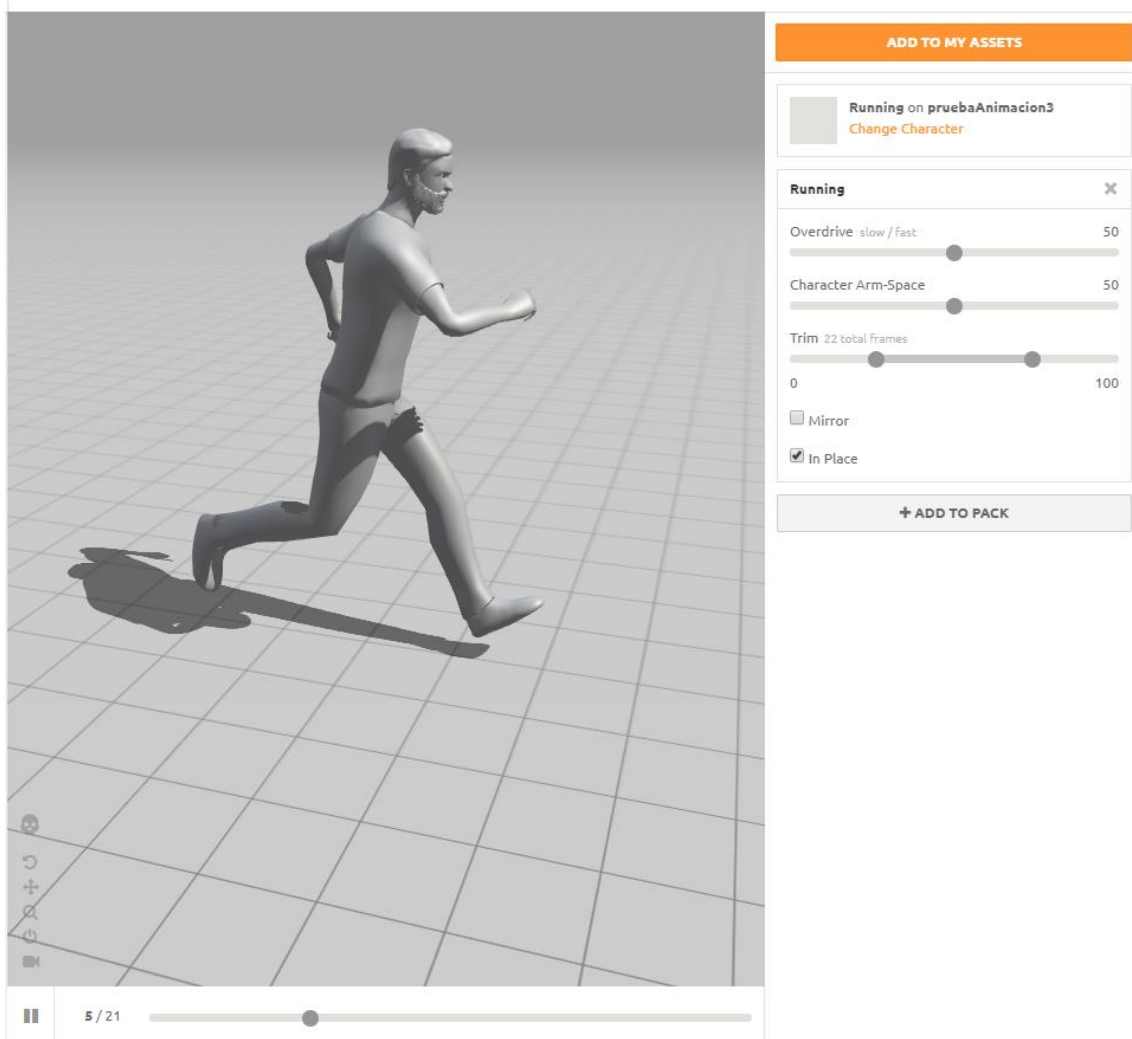 ADD TO MY ASSETS
Running on pruebaAnimacion3
Change Character
Running
Overdrive slow / fast 50
Character Arm-Space 50
Trim 22 total frames
0 100
Mirror
In Place
+ ADD TO PACK
5 / 21